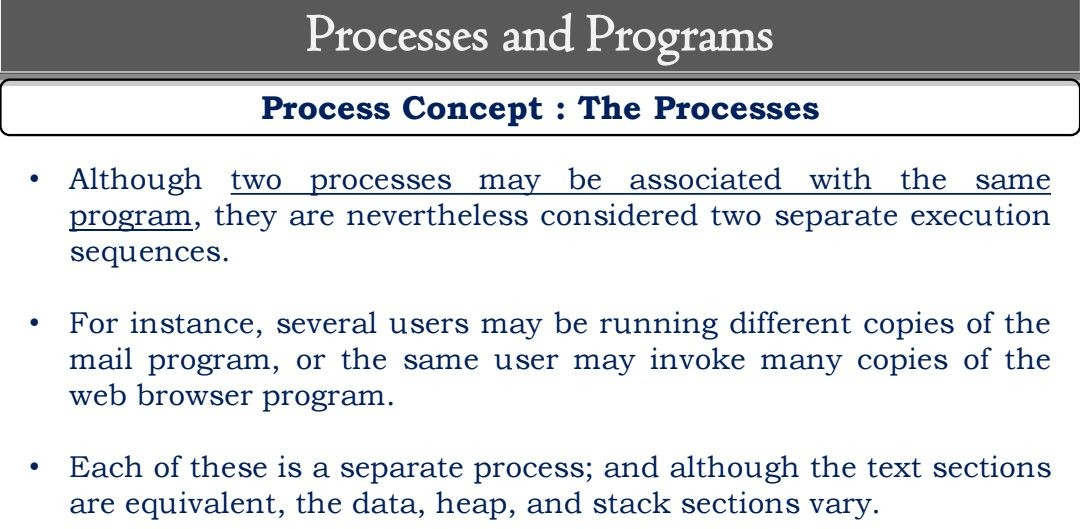 Processes and Programs
Process Concept : The Processes
• Although two processes may be associated with the same
program, they are nevertheless considered two separate execution
sequences.
• For instance, several users may be running different copies of the
mail program, or the same user may invoke many copies of the
web browser program.
• Each of these is a separate process; and although the text sections
are equivalent, the data, heap, and stack sections vary.